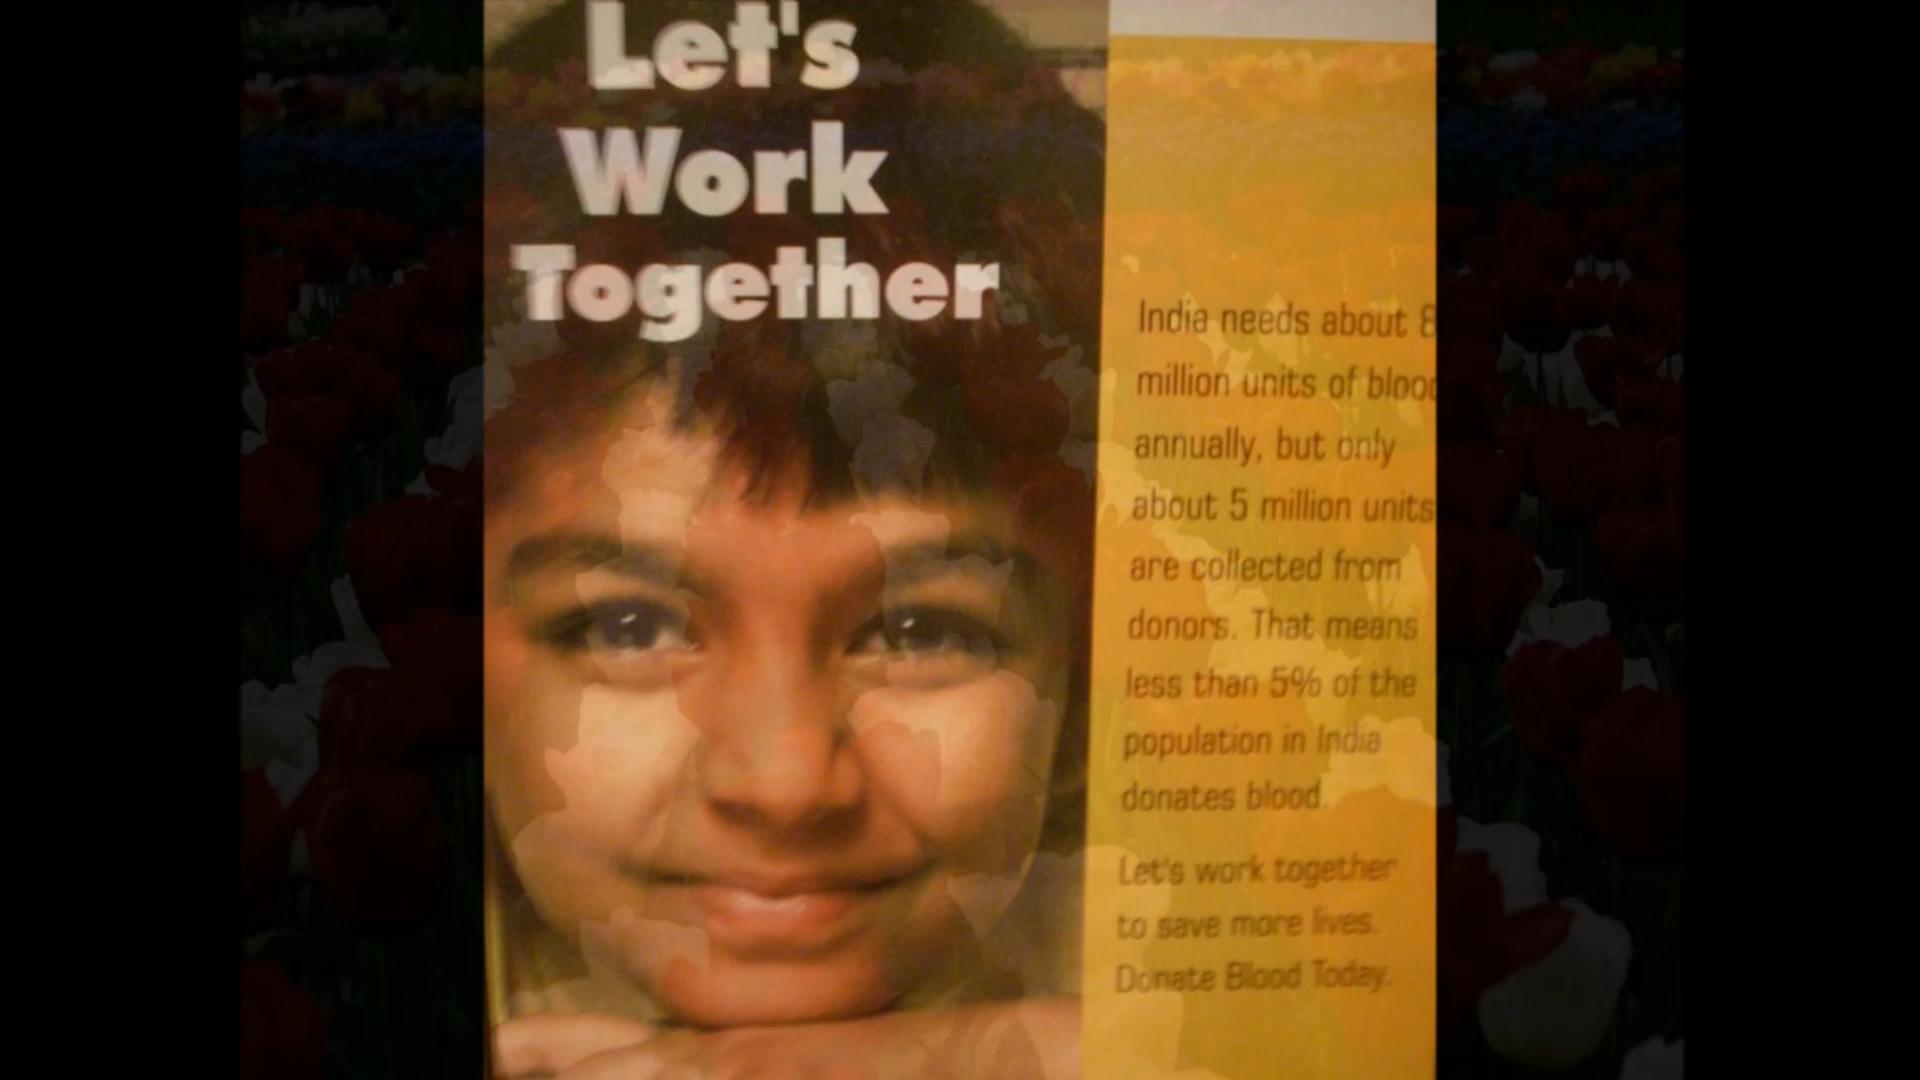 Let's
Work
Together
India needs about 8
million units of blood
annually, but only
about 5 million units
are collected from
donors. That means
less than 5% of the
population in India
donates blood.
Let's work together
to save more lives.
Donate Blood Today.